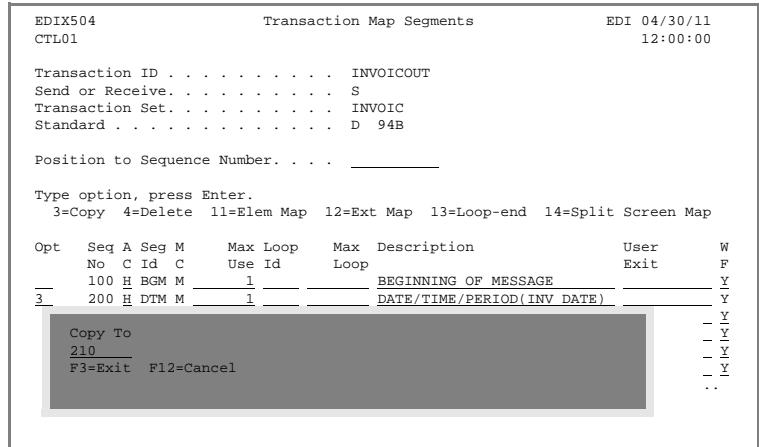 EDIX504 Transaction Map Segments EDI 04/30/11
CTL01 12:00:00
Transaction ID . . . . . . . . . . INVOICOUT
Send or Receive. . . . . . . . . . S
Transaction Set. . . . . . . . . . INVOIC
Standard . . . . . . . . . . . . . D 94B
Position to Sequence Number. . . .
Type option, press Enter.
3=Copy 4=Delete 11=Elem Map 12=Ext Map 13=Loop-end 14=Split Screen Map
Opt Seq A Seg M Max Loop Max Description User W
No C Id C Use Id Loop Exit F
100 H BGM M 1 BEGINNING OF MESSAGE Y
3 200 H DTM M 1 DATE/TIME/PERIOD(INV DATE) Y
Y
Copy To Y
210 Y
F3=Exit F12=Cancel Y
..